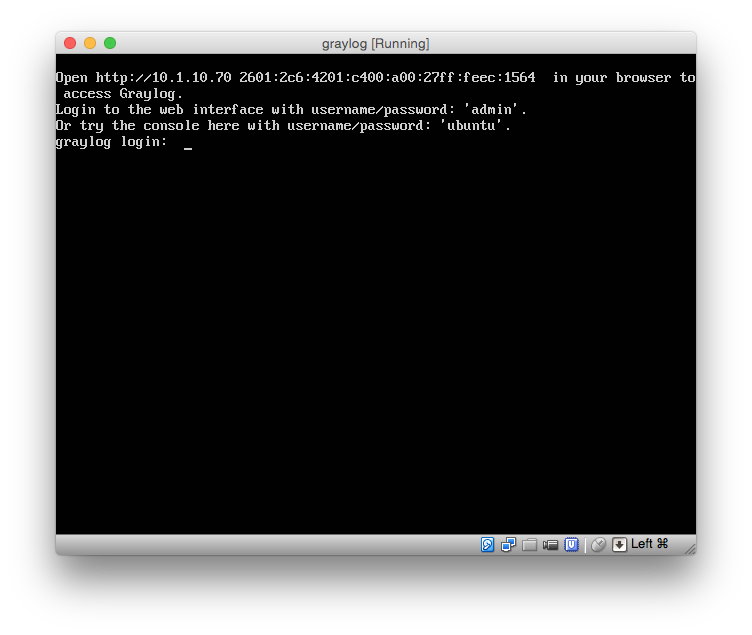 graylog [Running]
Open http://10.1.10.70 2601:2c6:4201:c400:a00:27ff:feec:1564  in your browser to
 access Graylog.
Login to the web interface with username/password: 'admin'.
Or try the console here with username/password: 'ubuntu'.
graylog login:  _
Left ⌘